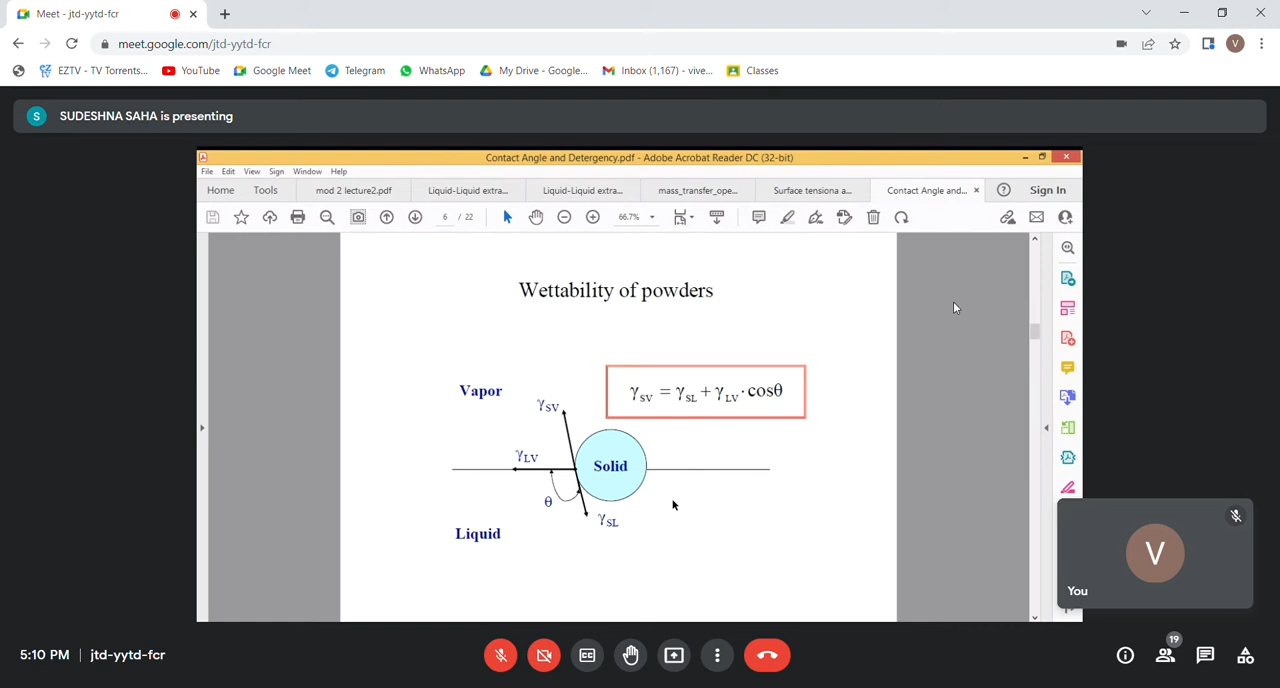 Meet - jtd-yytd-fcr
meet.google.com/jtd-yytd-fcr
V
EZTV - TV Torrents...
YouTube
Google Meet
Telegram
WhatsApp
My Drive - Google...
Inbox (1,167) - vive...
Classes
S
SUDESHNA SAHA is presenting
Contact Angle and Detergency.pdf - Adobe Acrobat Reader DC (32-bit)
File Edit View Sign Window Help
Home Tools mod 2 lecture2.pdf Liquid-Liquid extra... Liquid-Liquid extra... mass_transfer_ope... Surface tensiona a... Contact Angle and... Sign In
6 / 22 66.7%
Wettability of powders
γSV = γSL + γLV · cosθ
Vapor
γSV
γLV
Solid
θ
γSL
Liquid
V
You
5:10 PM | jtd-yytd-fcr
CC
19